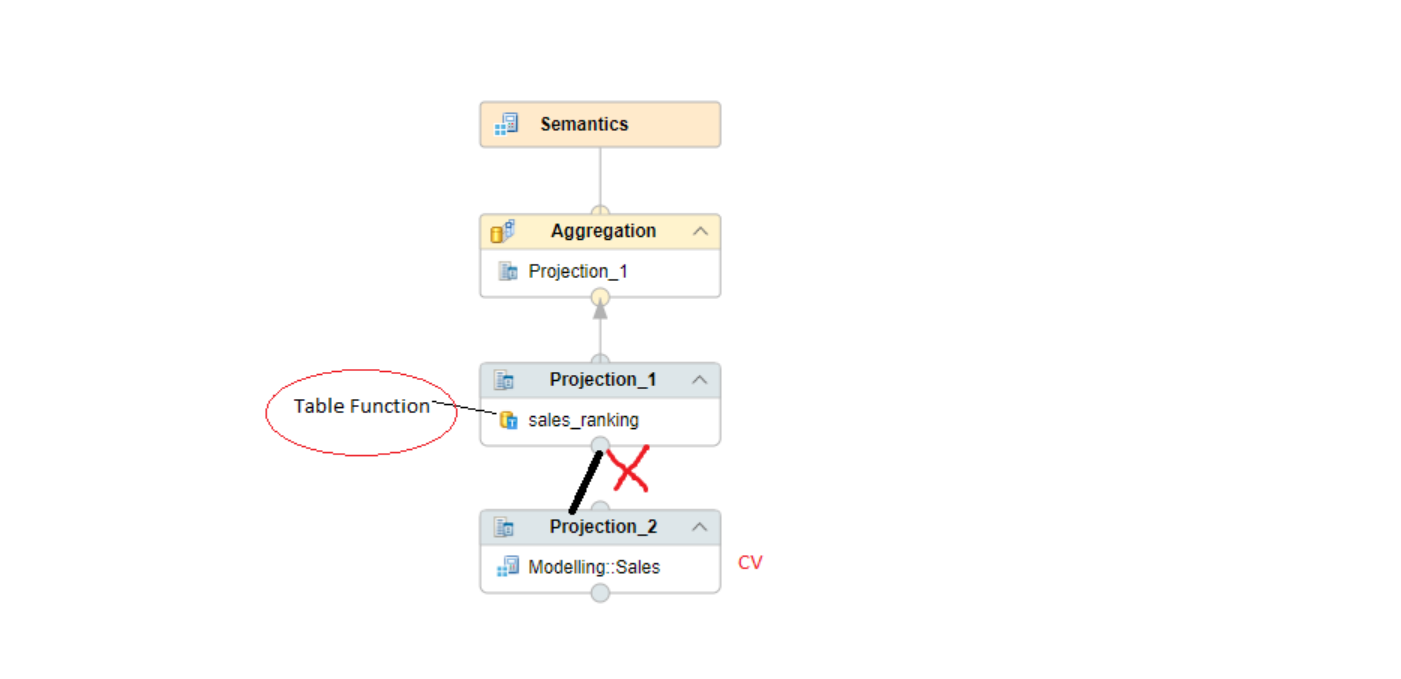 Semantics
Aggregation
Projection_1
Projection_1
Table Function
sales_ranking
Projection_2
Modelling::Sales
CV